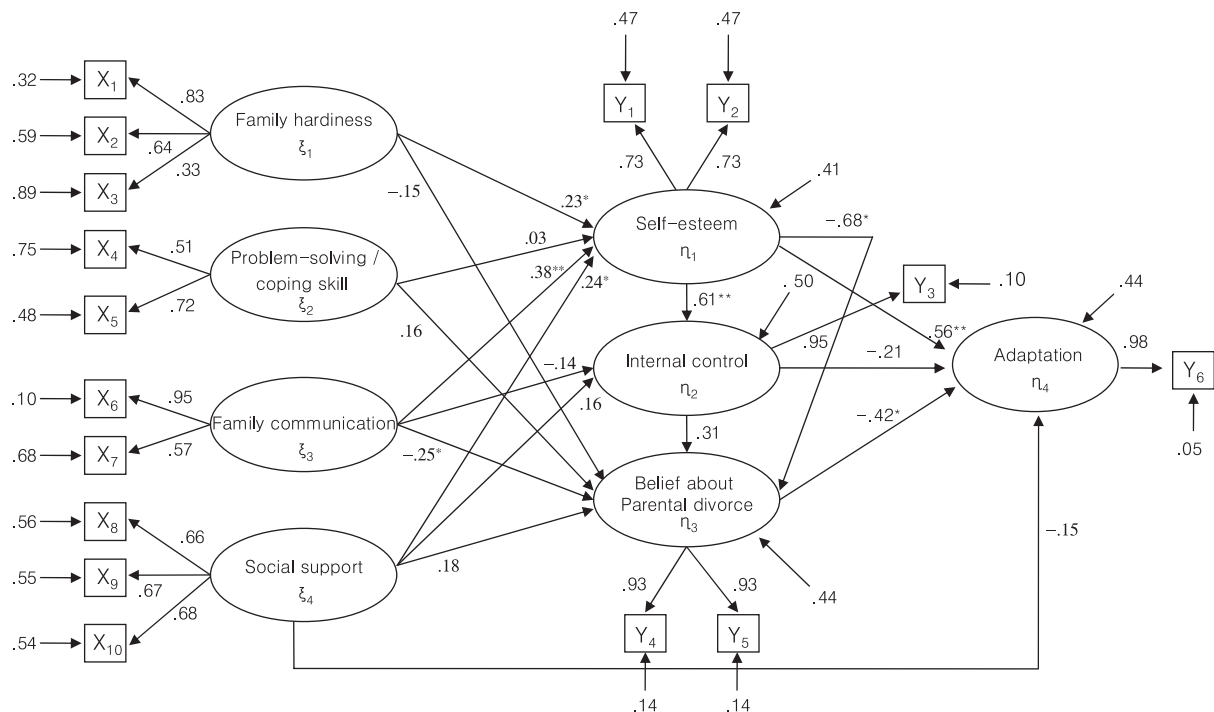 .47
.47
.32
X1
.83
Y1
Y2
.59
X2
Family hardiness
ξ1
.64
.33
.73
.73
.89
X3
−.15
.41
.23*
Self−esteem
η1
−.68*
.75
X4
.51
.03
Problem−solving /
coping skill
ξ2
.38**
.24*
.50
Y3
.10
.44
.48
X5
.72
.61**
.16
.95
.56**
.98
−.14
Internal control
η2
−.21
Adaptation
η4
Y6
.10
X6
.95
.16
−.42*
Family communication
ξ3
.31
.05
.68
X7
.57
−.25*
Belief about
Parental divorce
η3
.56
X8
.66
−.15
.55
X9
.67
Social support
ξ4
.18
.93
.93
.44
.68
.54
X10
Y4
Y5
.14
.14